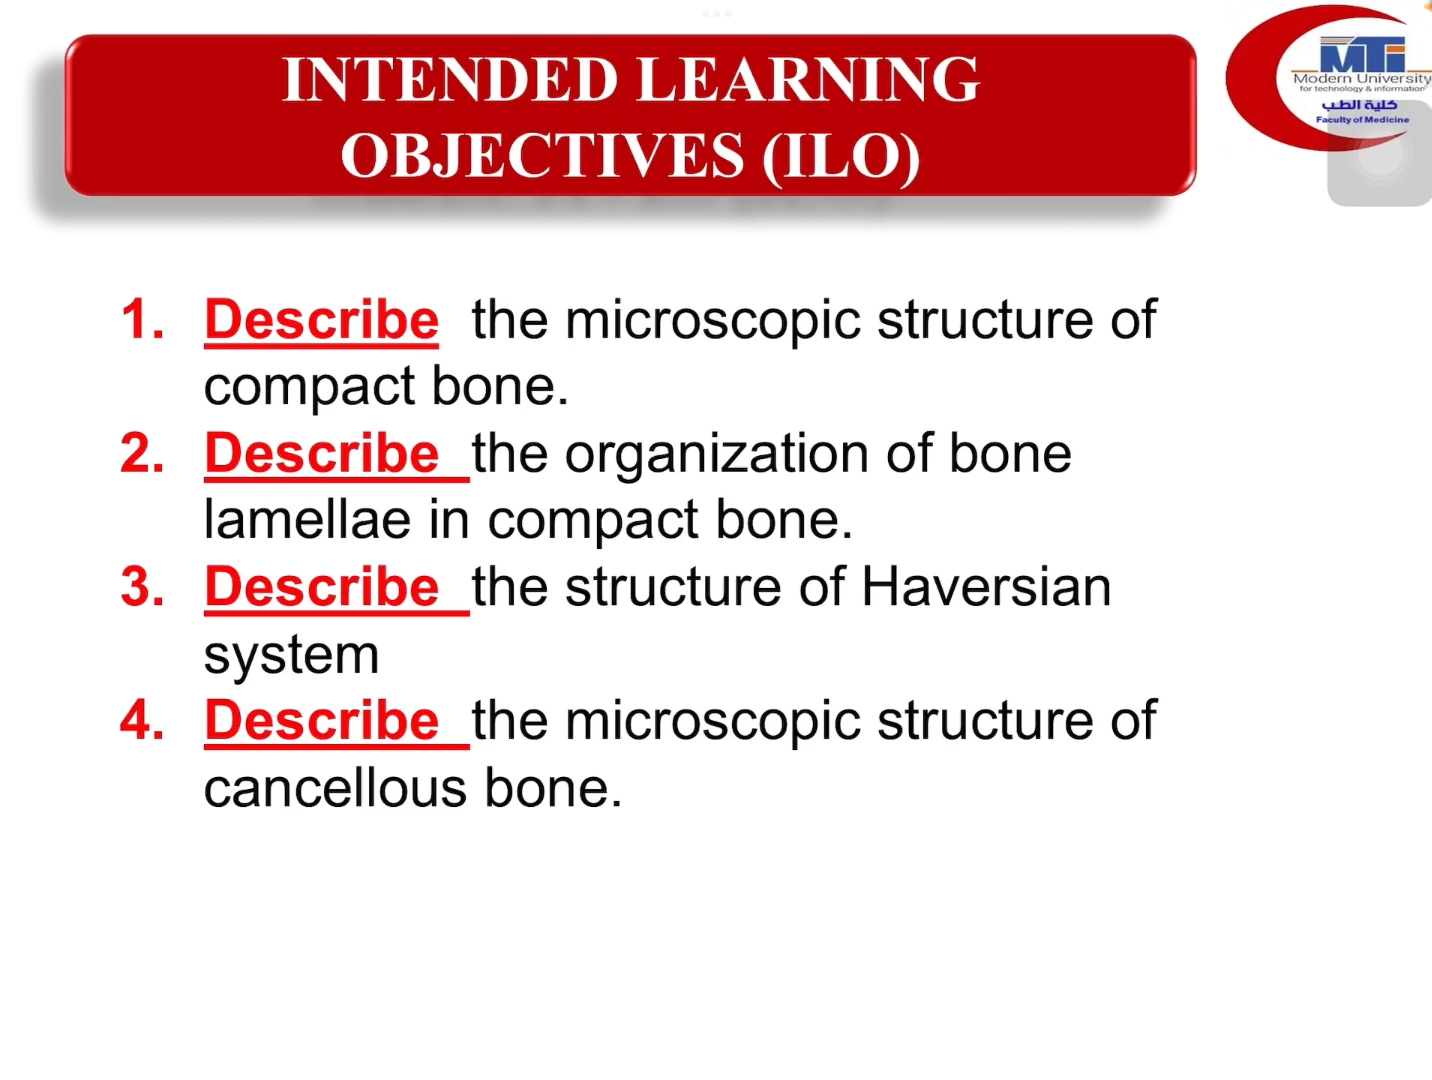 INTENDED LEARNING
OBJECTIVES (ILO)
MTi
Modern University
for technology & information
كلية الطب
Faculty of Medicine
1. Describe the microscopic structure of
compact bone.
2. Describe the organization of bone
lamellae in compact bone.
3. Describe the structure of Haversian
system
4. Describe the microscopic structure of
cancellous bone.